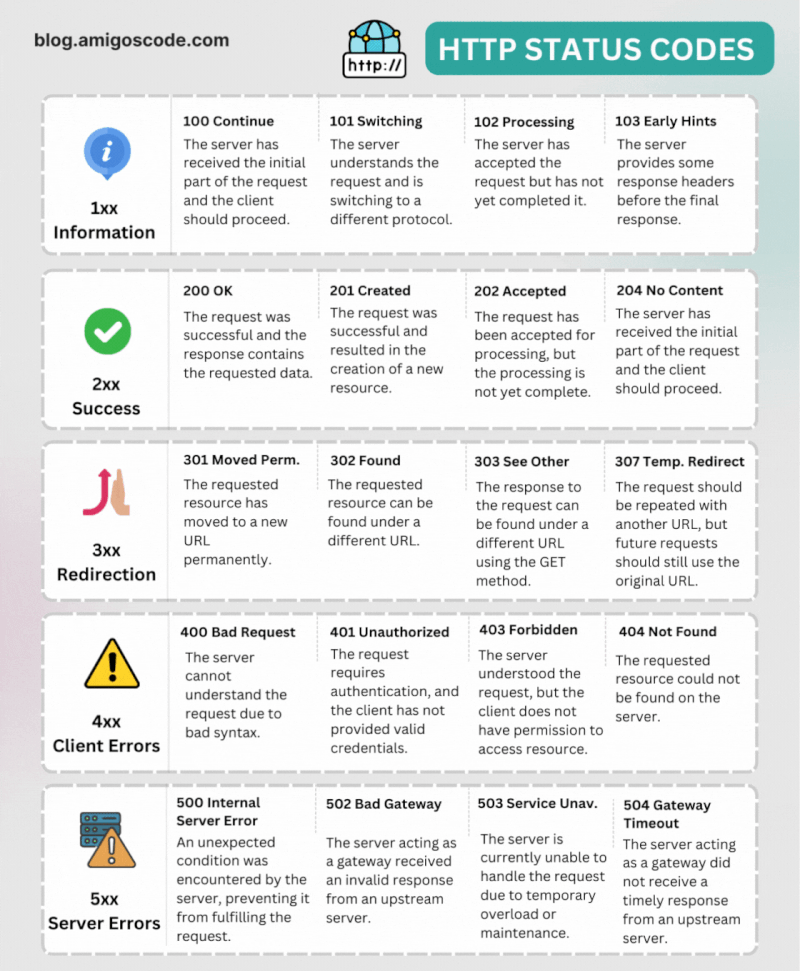 blog.amigoscode.com
http://
HTTP STATUS CODES
1xx
Information
100 Continue
The server has
received the initial
part of the request
and the client
should proceed.
101 Switching
The server
understands the
request and is
switching to a
different protocol.
102 Processing
The server has
accepted the
request but has not
yet completed it.
103 Early Hints
The server
provides some
response headers
before the final
response.
2xx
Success
200 OK
The request was
successful and the
response contains
the requested data.
201 Created
The request was
successful and
resulted in the
creation of a new
resource.
202 Accepted
The request has
been accepted for
processing, but
the processing is
not yet complete.
204 No Content
The server has
received the initial
part of the request
and the client
should proceed.
3xx
Redirection
301 Moved Perm.
The requested
resource has
moved to a new
URL
permanently.
302 Found
The requested
resource can be
found under a
different URL.
303 See Other
The response to
the request can
be found under a
different URL
using the GET
method.
307 Temp. Redirect
The request should
be repeated with
another URL, but
future requests
should still use the
original URL.
4xx
Client Errors
400 Bad Request
The server
cannot
understand the
request due to
bad syntax.
401 Unauthorized
The request
requires
authentication, and
the client has not
provided valid
credentials.
403 Forbidden
The server
understood the
request, but the
client does not
have permission to
access resource.
404 Not Found
The requested
resource could not
be found on the
server.
5xx
Server Errors
500 Internal
Server Error
An unexpected
condition was
encountered by the
server, preventing it
from fulfilling the
request.
502 Bad Gateway
The server acting as
a gateway received
an invalid response
from an upstream
server.
503 Service Unav.
The server is
currently unable to
handle the request
due to temporary
overload or
maintenance.
504 Gateway
Timeout
The server acting
as a gateway did
not receive a
timely response
from an upstream
server.